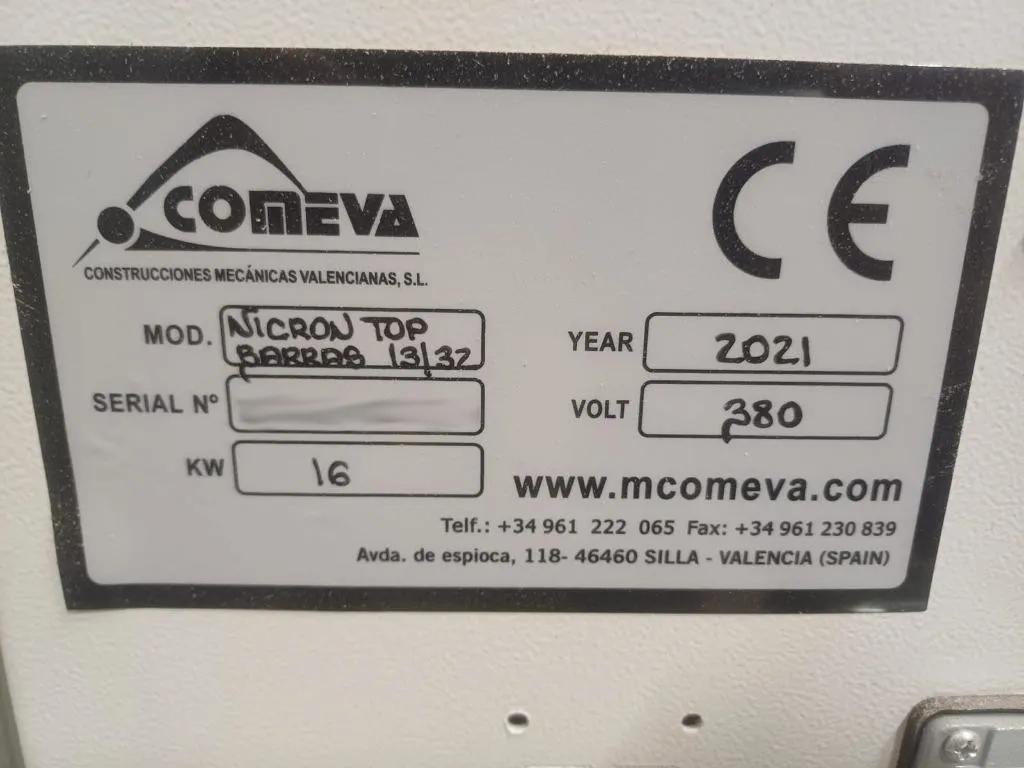 COMEVA
CONSTRUCCIONES MECÁNICAS VALENCIANAS, S.L.
CE
MOD. NICRON TOP
BARRAS 13/32
SERIAL Nº
KW 16
YEAR 2021
VOLT 380
www.mcomeva.com
Telf.: +34 961 222 065 Fax: +34 961 230 839
Avda. de espioca, 118- 46460 SILLA - VALENCIA (SPAIN)